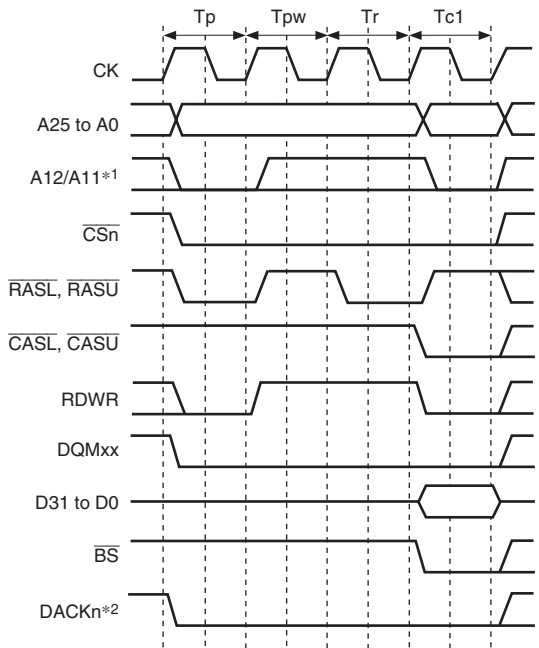 Tp Tpw Tr Tc1
CK
A25 to A0
A12/A11*1
CSn
RASL, RASU
CASL, CASU
RDWR
DQMxx
D31 to D0
BS
DACKn*2